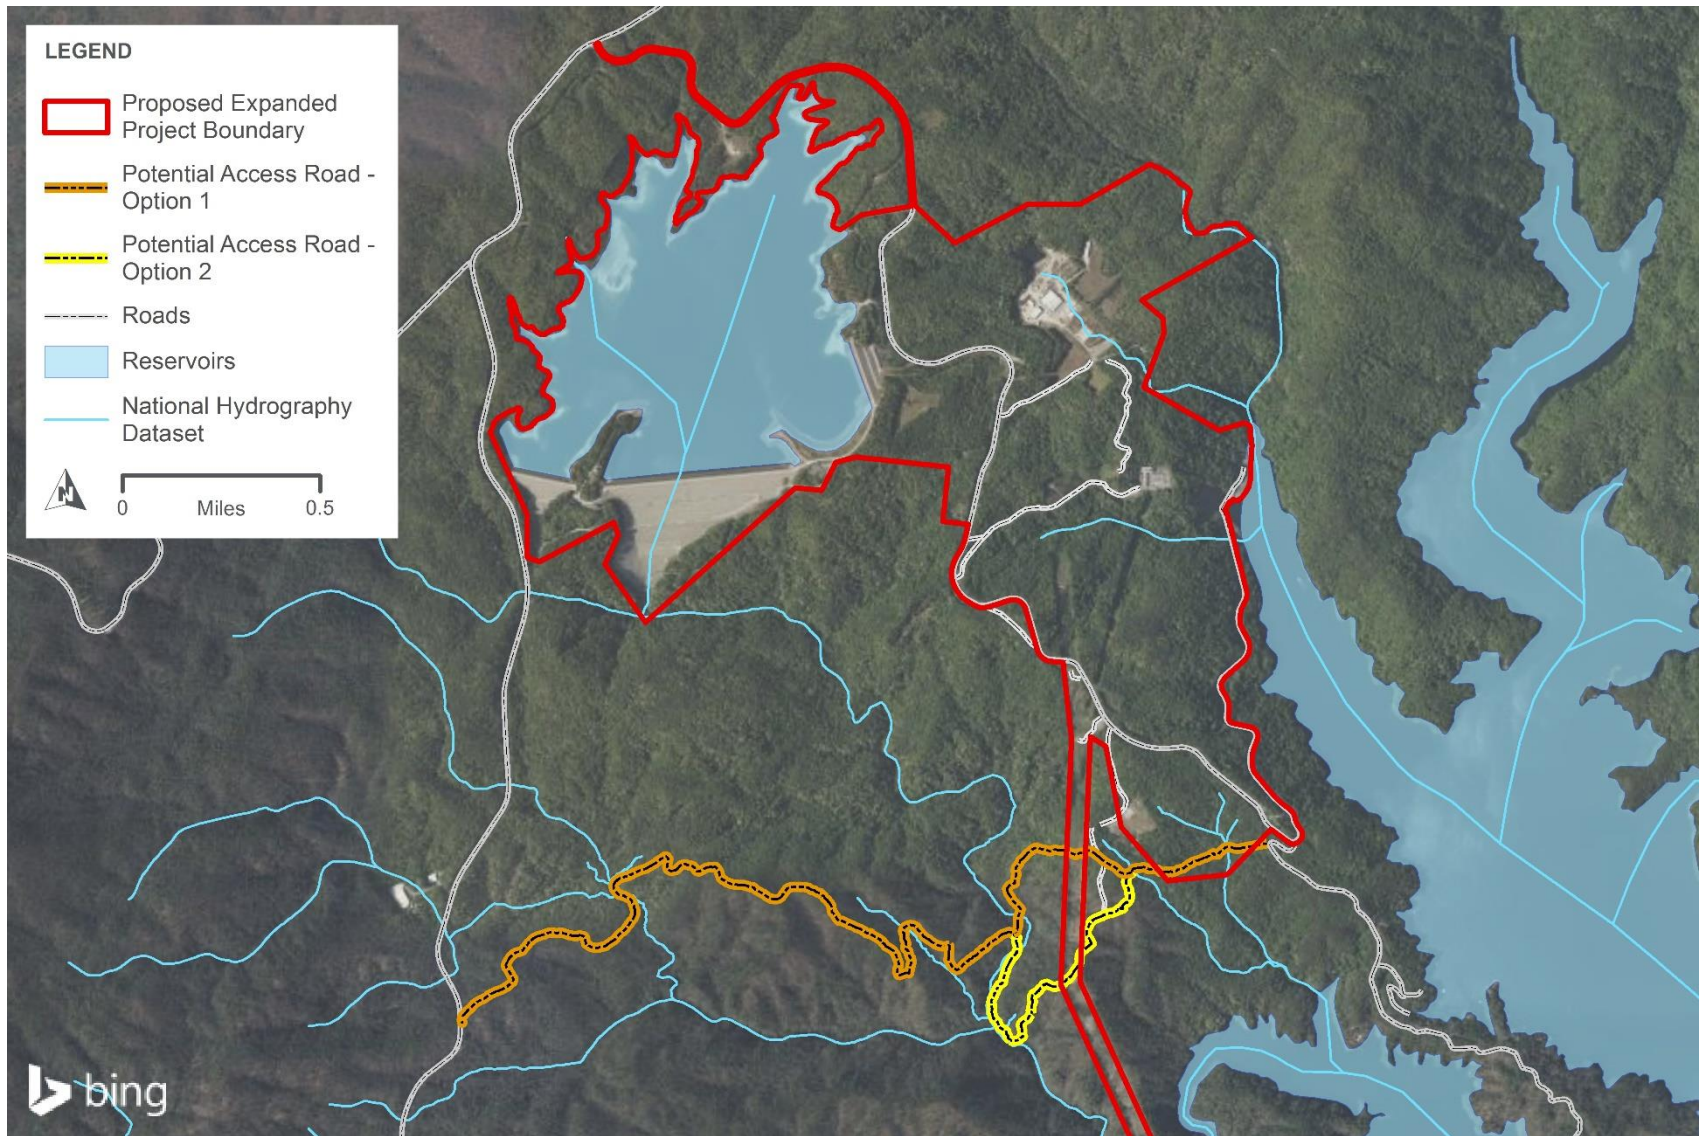 LEGEND
Proposed Expanded
Project Boundary
Potential Access Road -
Option 1
Potential Access Road -
Option 2
Roads
Reservoirs
National Hydrography
Dataset
N
0 Miles 0.5
bing